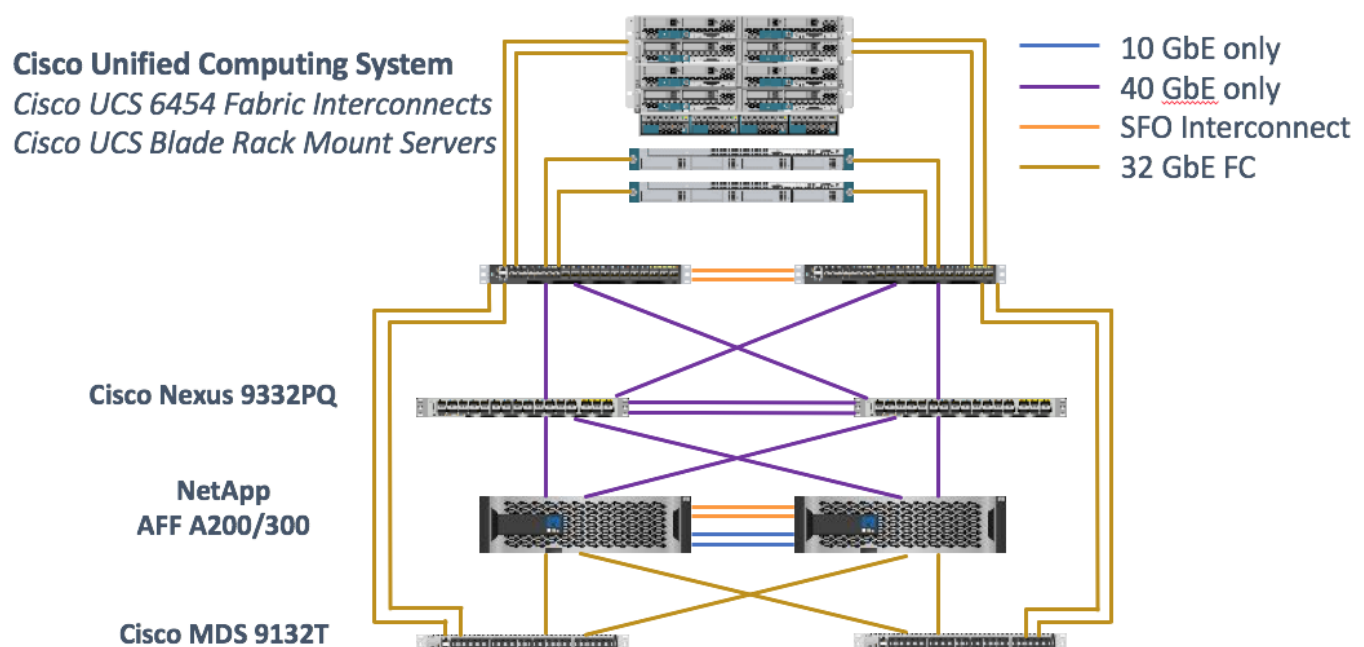 Cisco Unified Computing System
Cisco UCS 6454 Fabric Interconnects
Cisco UCS Blade Rack Mount Servers
10 GbE only
40 GbE only
SFO Interconnect
32 GbE FC
Cisco Nexus 9332PQ
NetApp
AFF A200/300
Cisco MDS 9132T